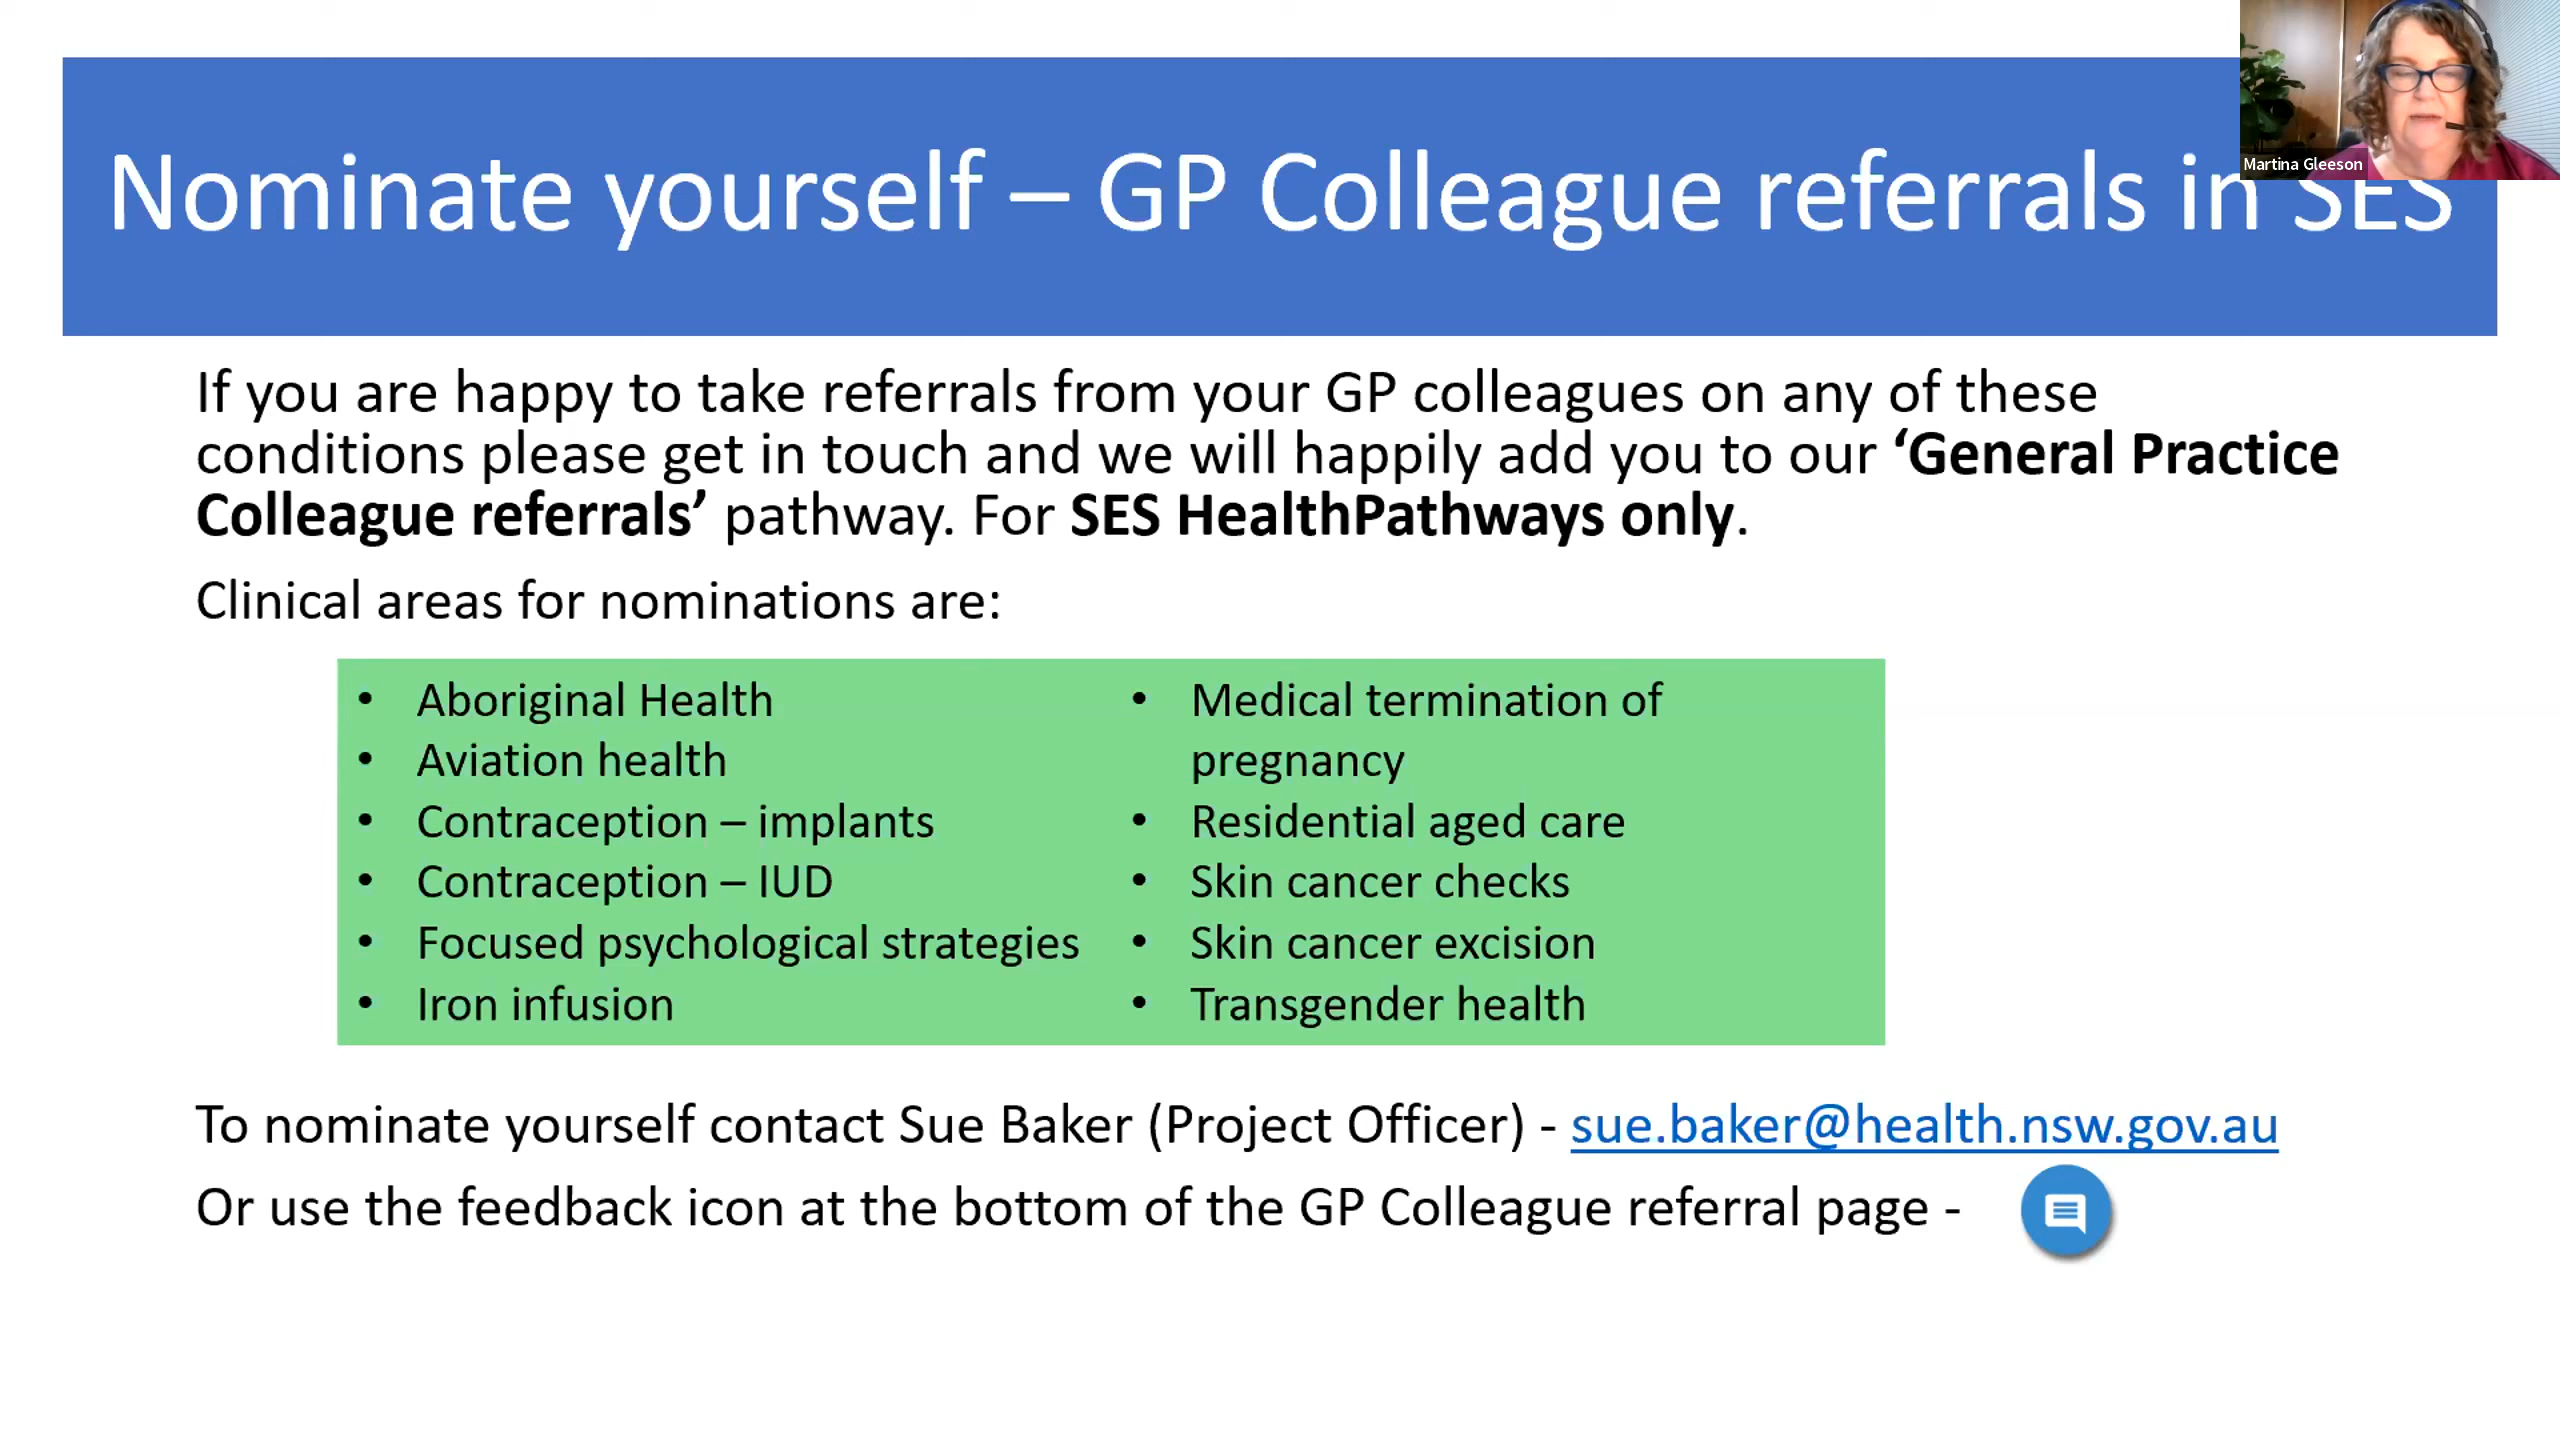 Nominate yourself – GP Colleague referrals in SES
Martina Gleeson
If you are happy to take referrals from your GP colleagues on any of these
conditions please get in touch and we will happily add you to our ‘General Practice
Colleague referrals’ pathway. For SES HealthPathways only.
Clinical areas for nominations are:
• Aboriginal Health
• Aviation health
• Contraception – implants
• Contraception – IUD
• Focused psychological strategies
• Iron infusion
• Medical termination of
pregnancy
• Residential aged care
• Skin cancer checks
• Skin cancer excision
• Transgender health
To nominate yourself contact Sue Baker (Project Officer) - sue.baker@health.nsw.gov.au
Or use the feedback icon at the bottom of the GP Colleague referral page -